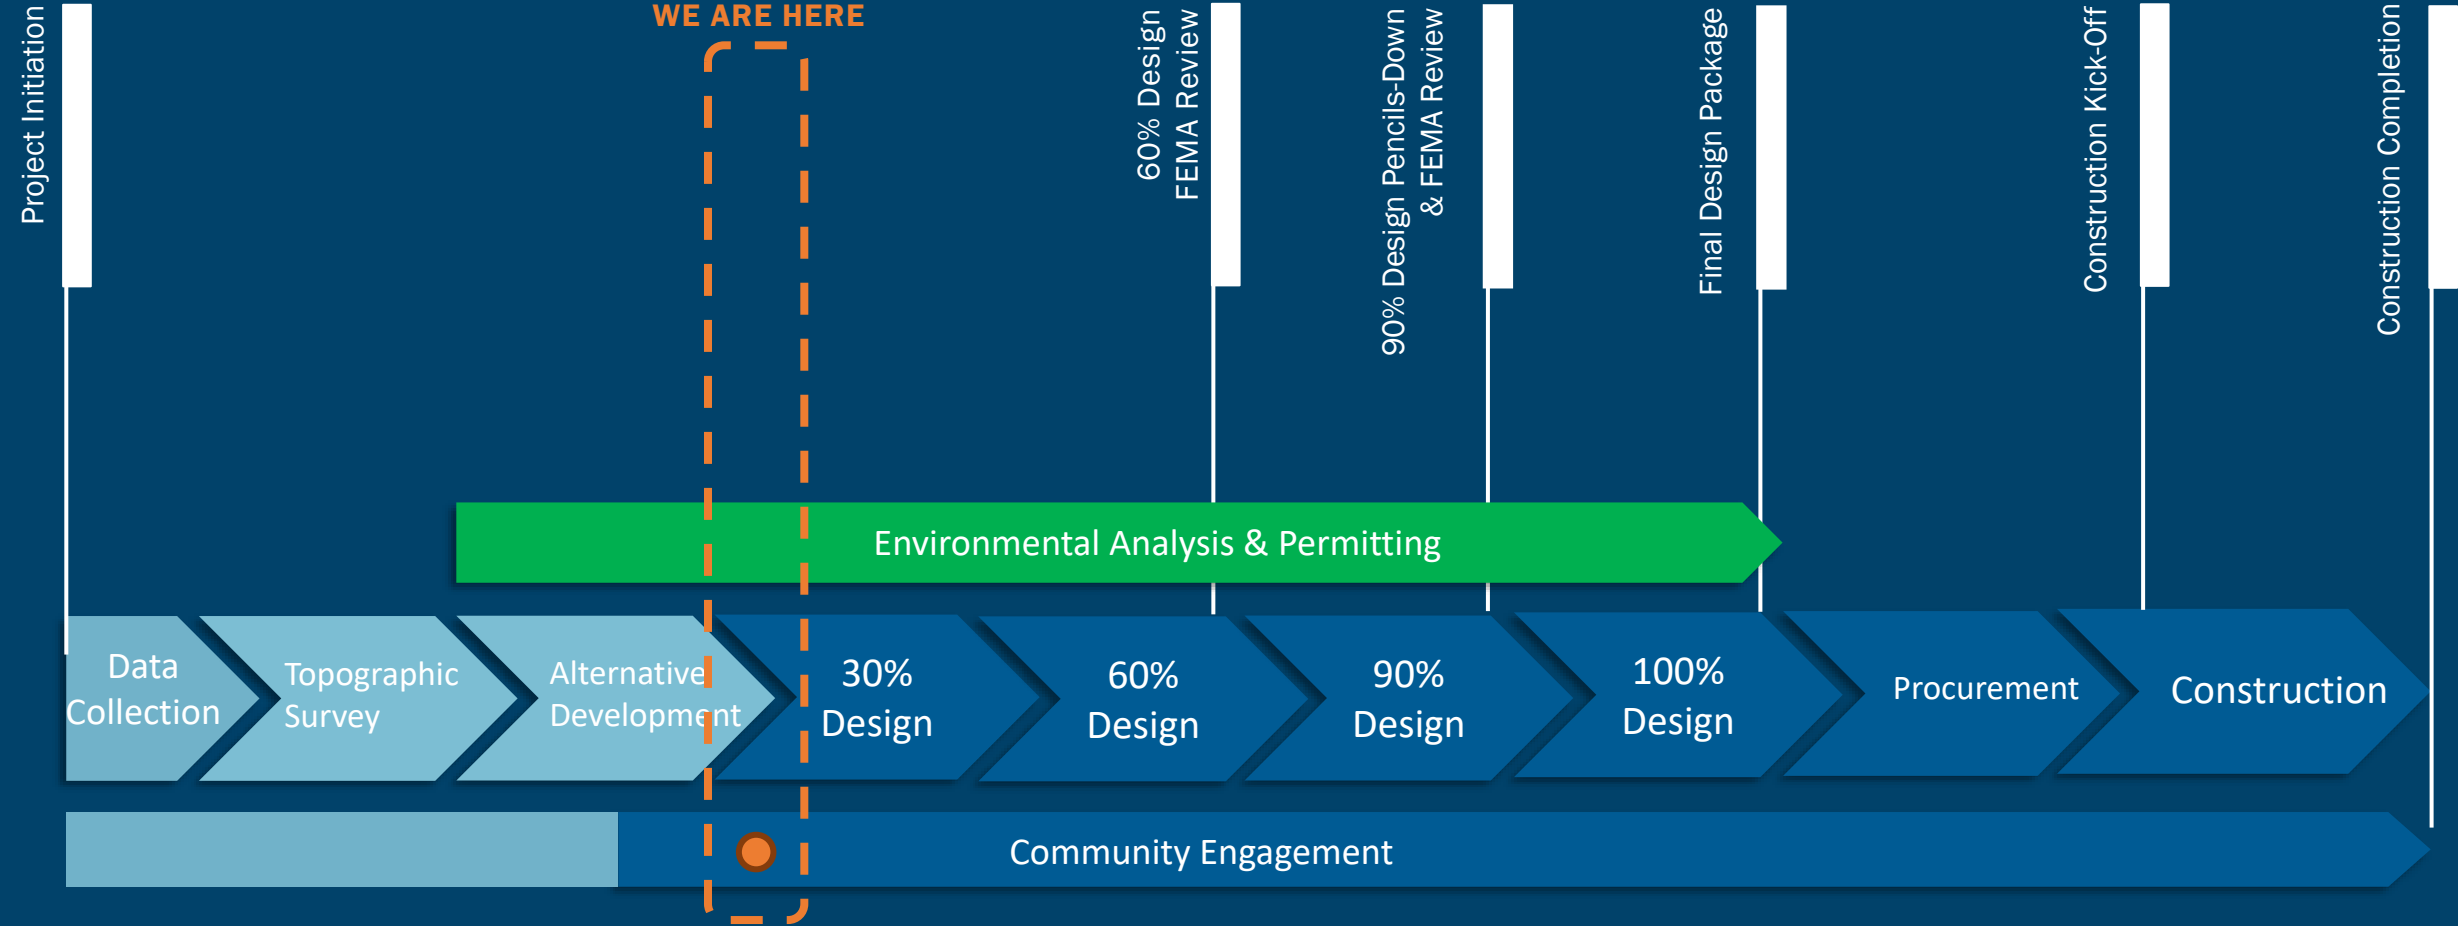 Project Initiation
WE ARE HERE
60% Design
FEMA Review
90% Design Pencils-Down
& FEMA Review
Final Design Package
Construction Kick-Off
Construction Completion
Environmental Analysis & Permitting
Data
Collection
Topographic
Survey
Alternative
Development
30%
Design
60%
Design
90%
Design
100%
Design
Procurement
Construction
Community Engagement